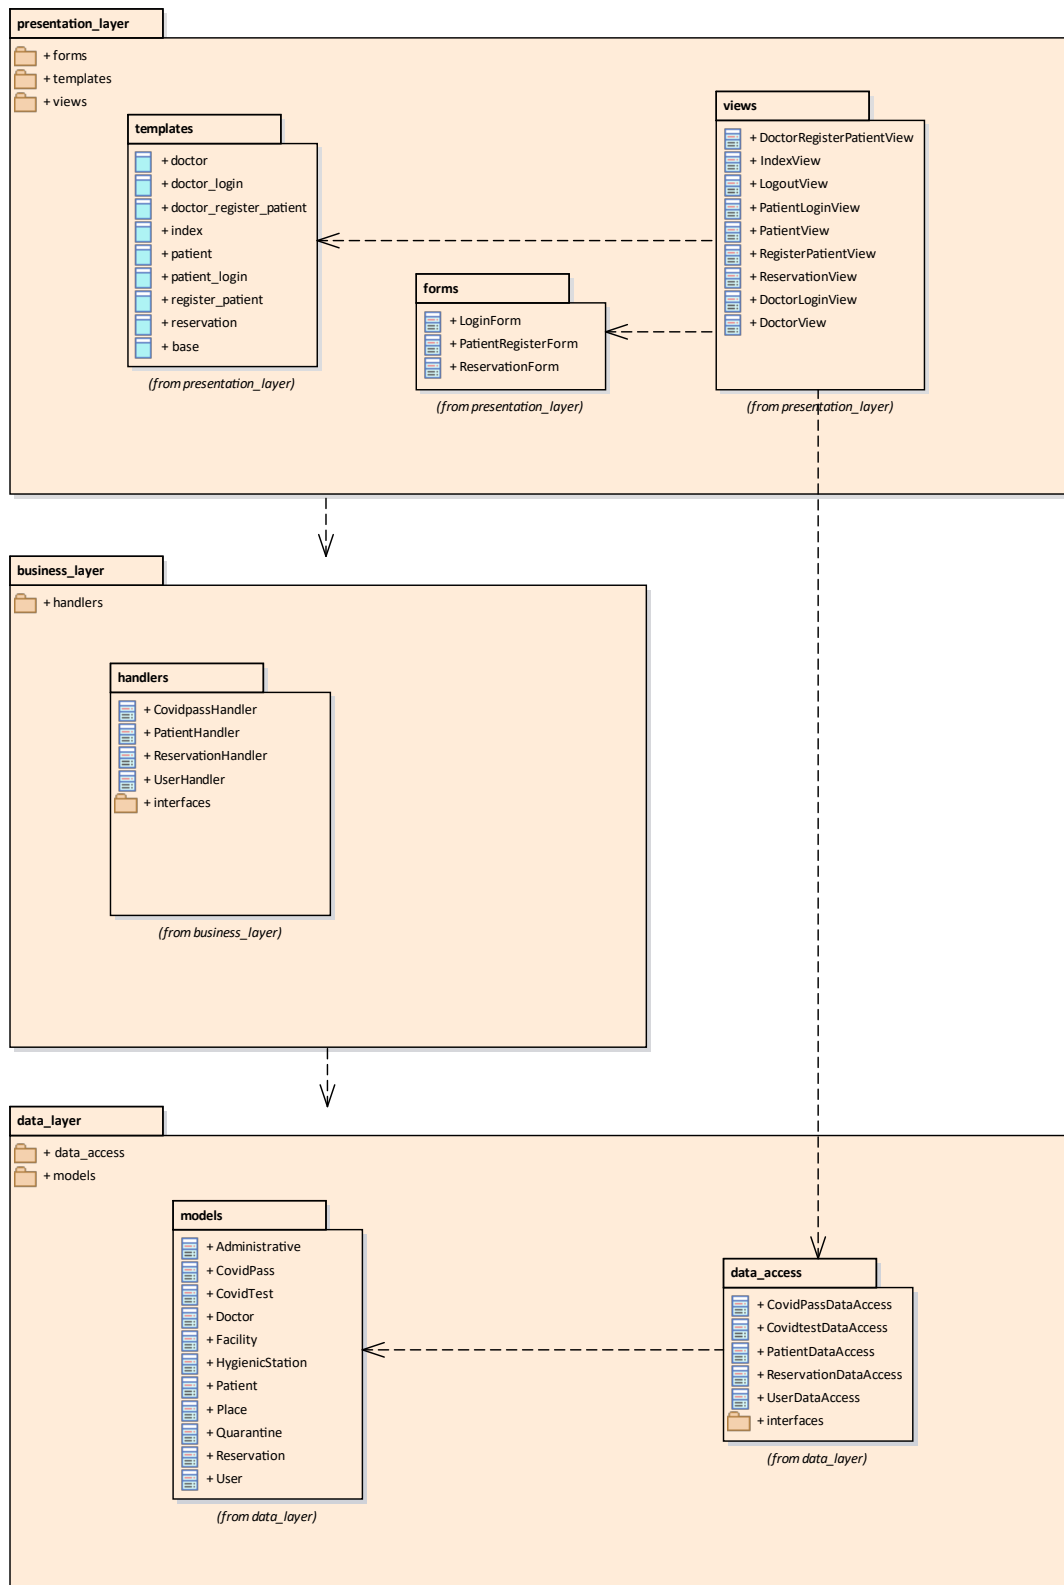 presentation_layer
+ forms
+ templates
+ views
templates
+ doctor
+ doctor_login
+ doctor_register_patient
+ index
+ patient
+ patient_login
+ register_patient
+ reservation
+ base
(from presentation_layer)
forms
+ LoginForm
+ PatientRegisterForm
+ ReservationForm
(from presentation_layer)
views
+ DoctorRegisterPatientView
+ IndexView
+ LogoutView
+ PatientLoginView
+ PatientView
+ RegisterPatientView
+ ReservationView
+ DoctorLoginView
+ DoctorView
(from presentation_layer)
business_layer
+ handlers
handlers
+ CovidpassHandler
+ PatientHandler
+ ReservationHandler
+ UserHandler
+ interfaces
(from business_layer)
data_layer
+ data_access
+ models
models
+ Administrative
+ CovidPass
+ CovidTest
+ Doctor
+ Facility
+ HygienicStation
+ Patient
+ Place
+ Quarantine
+ Reservation
+ User
(from data_layer)
data_access
+ CovidPassDataAccess
+ CovidtestDataAccess
+ PatientDataAccess
+ ReservationDataAccess
+ UserDataAccess
+ interfaces
(from data_layer)